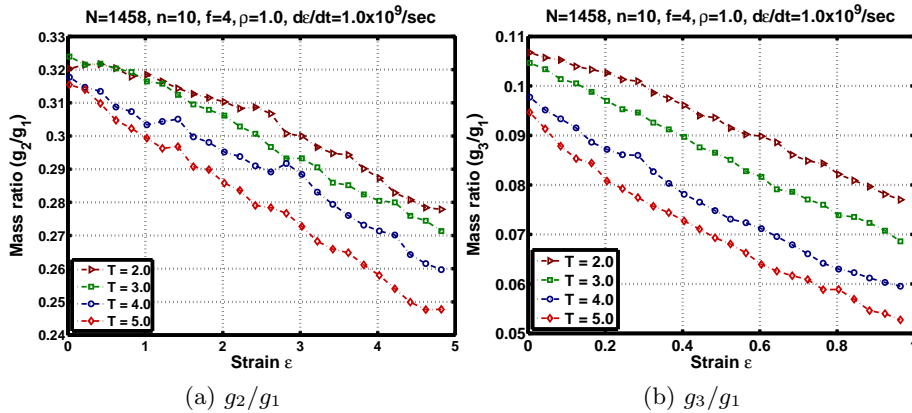 N=1458, n=10, f=4, ρ=1.0, dε/dt=1.0x10⁹/sec
0.33
0.32
0.31
0.3
0.29
0.28
0.27
0.26
0.25
0.24
Mass ratio (g₂/g₁)
T = 2.0
T = 3.0
T = 4.0
T = 5.0
0 1 2 3 4 5
Strain ε
(a) g₂/g₁
N=1458, n=10, f=4, ρ=1.0, dε/dt=1.0x10⁹/sec
0.11
0.1
0.09
0.08
0.07
0.06
0.05
Mass ratio (g₃/g₁)
T = 2.0
T = 3.0
T = 4.0
T = 5.0
0 0.2 0.4 0.6 0.8 1
Strain ε
(b) g₃/g₁